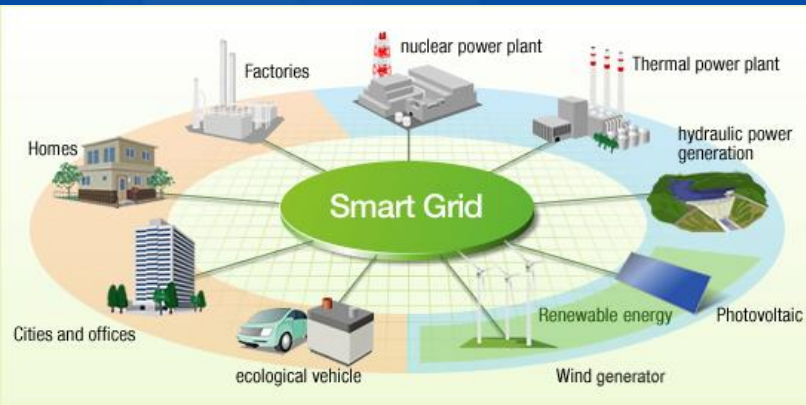 nuclear power plant
Factories
Thermal power plant
hydraulic power
generation
Homes
Smart Grid
Renewable energy
Photovoltaic
Cities and offices
ecological vehicle
Wind generator